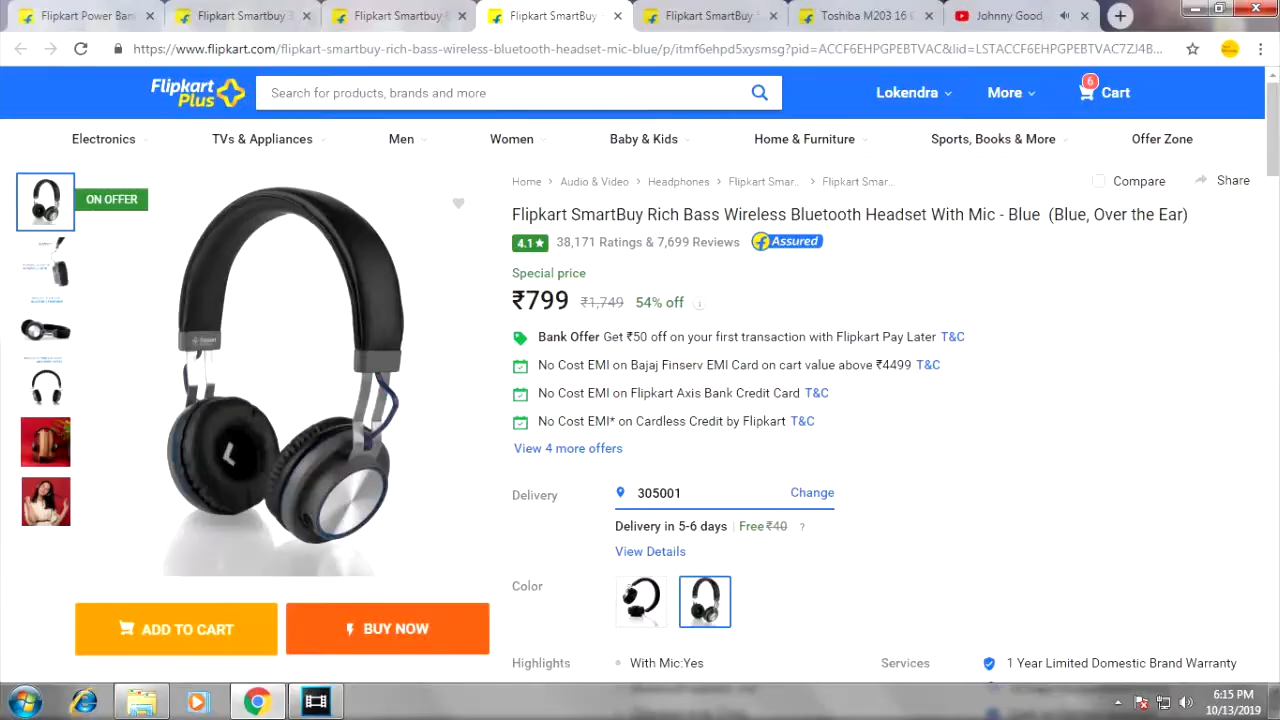 Flipkart Power Ban
Flipkart SmartBuy
Flipkart Smartbuy
Flipkart SmartBuy
Flipkart SmartBuy
Toshiba M203 16
Johnny Good
https://www.flipkart.com/flipkart-smartbuy-rich-bass-wireless-bluetooth-headset-mic-blue/p/itmf6ehpd5xysmsg?pid=ACCF6EHPGPEBTVAC&lid=LSTACCF6EHPGPEBTVAC7ZJ4B...
Flipkart
Plus
Search for products, brands and more
Lokendra
More
6
Cart
Electronics
TVs & Appliances
Men
Women
Baby & Kids
Home & Furniture
Sports, Books & More
Offer Zone
ON OFFER
Home > Audio & Video > Headphones > Flipkart Smar.. > Flipkart Smar...
Compare
Share
Flipkart SmartBuy Rich Bass Wireless Bluetooth Headset With Mic - Blue (Blue, Over the Ear)
4.1★ 38,171 Ratings & 7,699 Reviews Assured
Special price
₹799 ₹1,749 54% off
Bank Offer Get ₹50 off on your first transaction with Flipkart Pay Later T&C
No Cost EMI on Bajaj Finserv EMI Card on cart value above ₹4499 T&C
No Cost EMI on Flipkart Axis Bank Credit Card T&C
No Cost EMI* on Cardless Credit by Flipkart T&C
View 4 more offers
Delivery
305001
Change
Delivery in 5-6 days | Free ₹40 ?
View Details
Color
L
ADD TO CART
BUY NOW
Highlights
With Mic:Yes
Services
1 Year Limited Domestic Brand Warranty
6:15 PM
10/13/2019